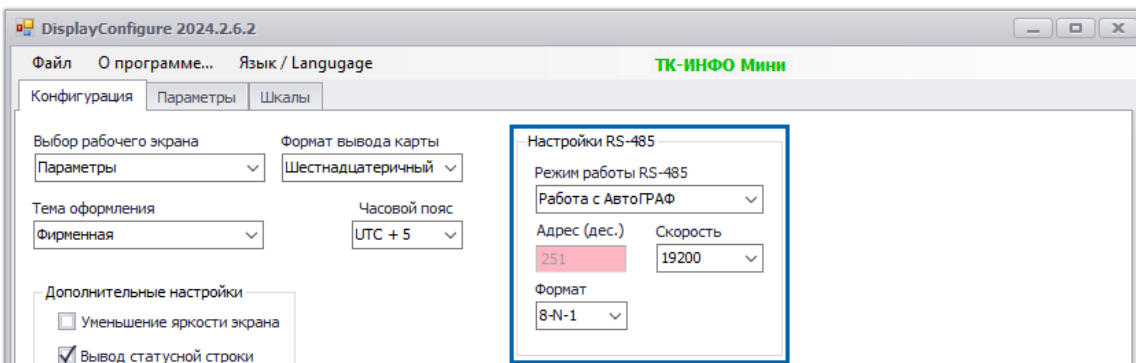 DisplayConfigure 2024.2.6.2
Файл О программе... Язык / Langugage ТК-ИНФО Мини
Конфигурация Параметры Шкалы
Выбор рабочего экрана Формат вывода карты
Параметры Шестнадцатеричный
Тема оформления Часовой пояс
Фирменная UTC + 5
Дополнительные настройки
Уменьшение яркости экрана
Вывод статусной строки
Настройки RS-485
Режим работы RS-485
Работа с АвтоГРАФ
Адрес (дес.) Скорость
251 19200
Формат
8-N-1